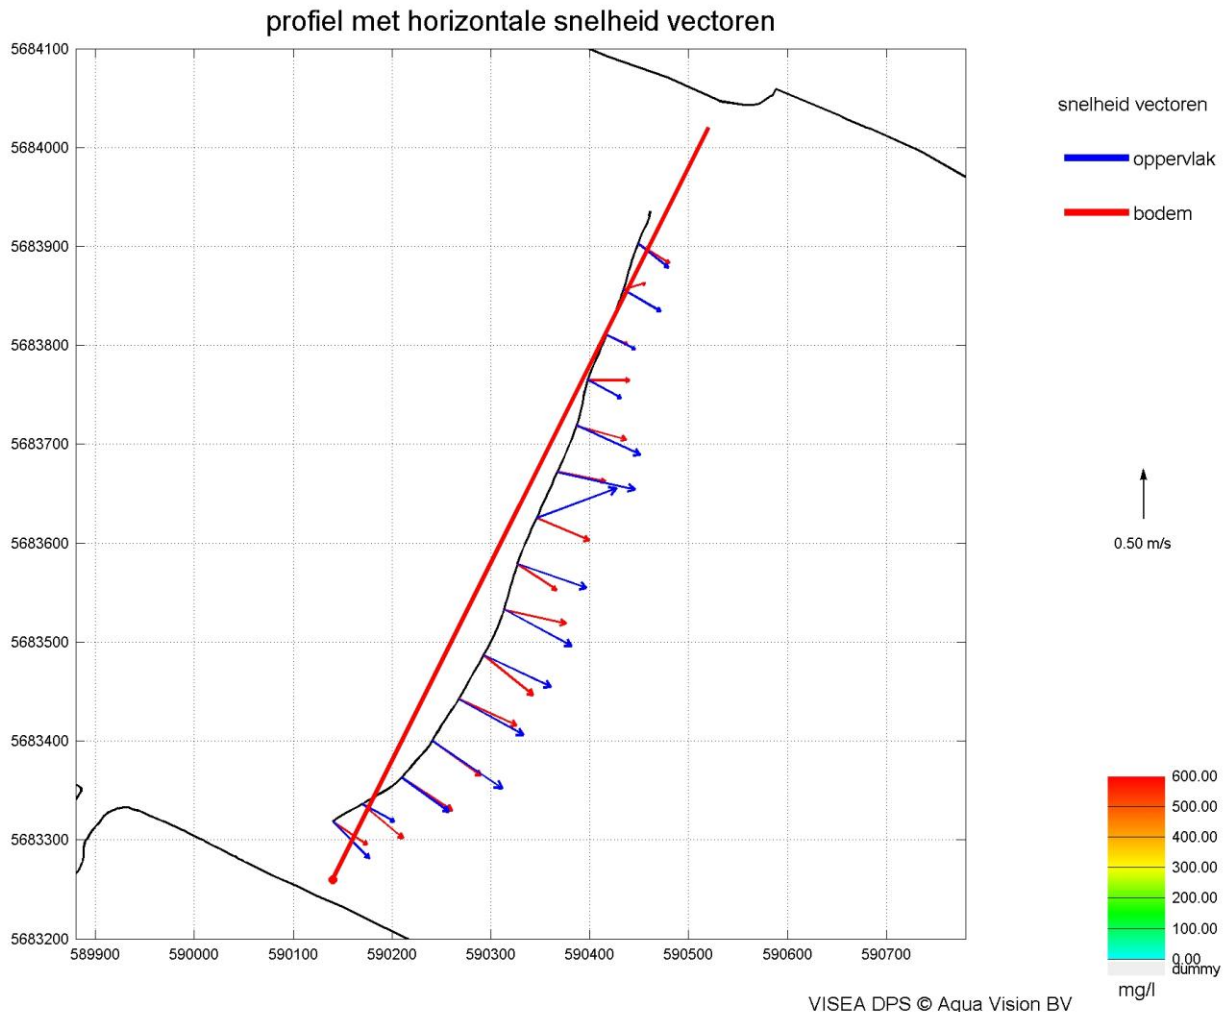 profiel met horizontale snelheid vectoren
5684100
5684000
5683900
5683800
5683700
5683600
5683500
5683400
5683300
5683200
589900 590000 590100 590200 590300 590400 590500 590600 590700
snelheid vectoren
oppervlak
bodem
0.50 m/s
600.00
500.00
400.00
300.00
200.00
100.00
0.00
dummy
mg/l
VISEA DPS © Aqua Vision BV